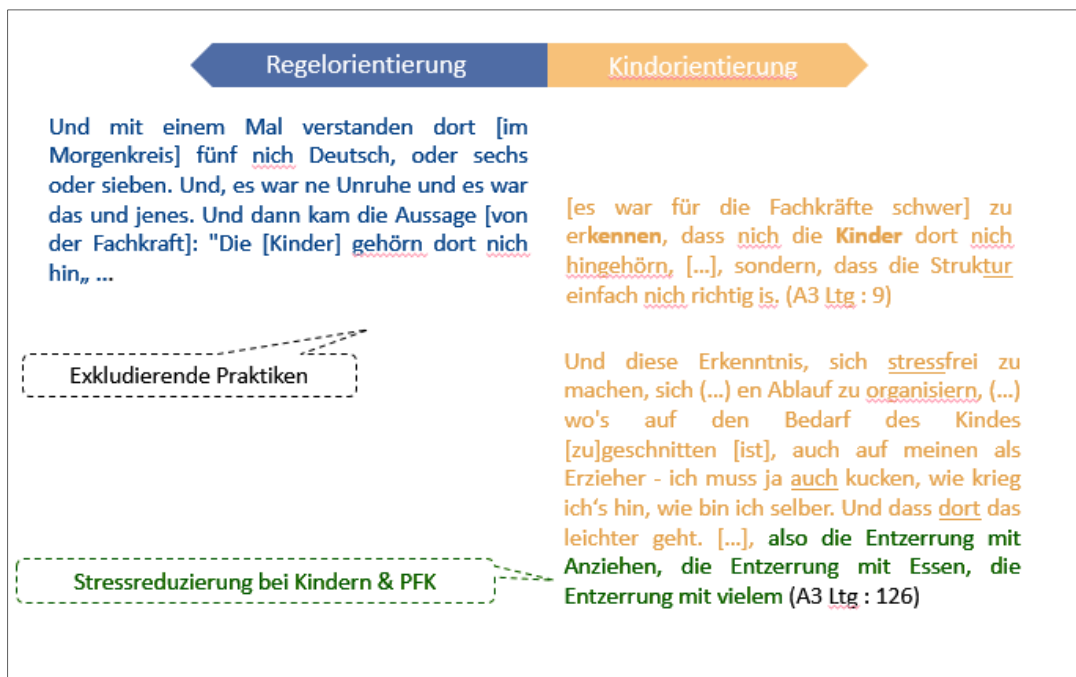 Regelorientierung
Kindorientierung
Und mit einem Mal verstanden dort [im
Morgenkreis] fünf nich Deutsch, oder sechs
oder sieben. Und, es war ne Unruhe und es war
das und jenes. Und dann kam die Aussage [von
der Fachkraft]: "Die [Kinder] gehörn dort nich
hin„ ...
Exkludierende Praktiken
[es war für die Fachkräfte schwer] zu
erkennen, dass nich die Kinder dort nich
hingehörn, [...], sondern, dass die Struktur
einfach nich richtig is. (A3 Ltg : 9)
Und diese Erkenntnis, sich stressfrei zu
machen, sich (...) en Ablauf zu organisiern, (...)
wo's auf den Bedarf des Kindes
[zu]geschnitten [ist], auch auf meinen als
Erzieher - ich muss ja auch kucken, wie krieg
ich‘s hin, wie bin ich selber. Und dass dort das
leichter geht. [...], also die Entzerrung mit
Anziehen, die Entzerrung mit Essen, die
Entzerrung mit vielem (A3 Ltg : 126)
Stressreduzierung bei Kindern & PFK